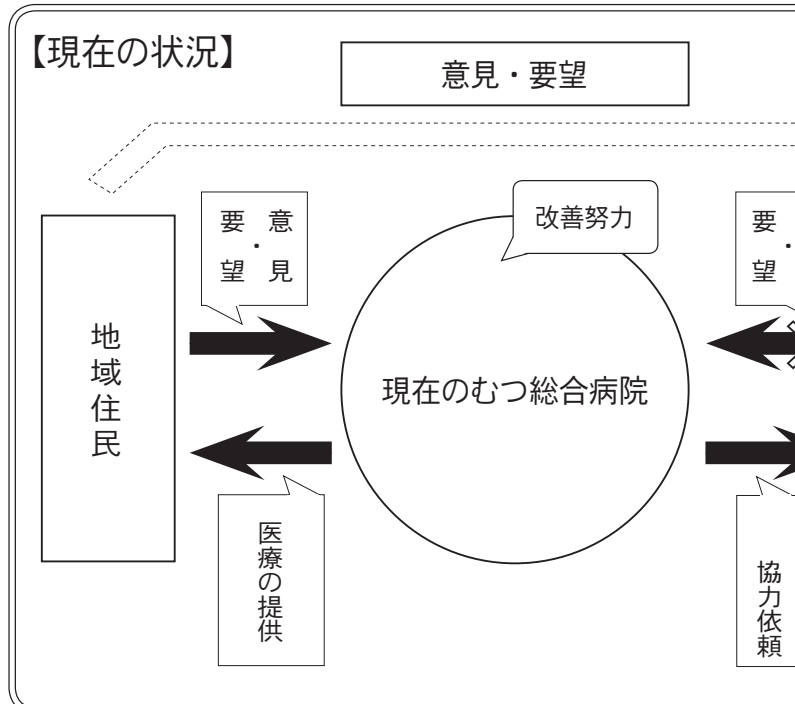 【現在の状況】
意見・要望
改善努力
意見・
要望
要・
望
地域住民
現在のむつ総合病院
医療の提供
協力依頼